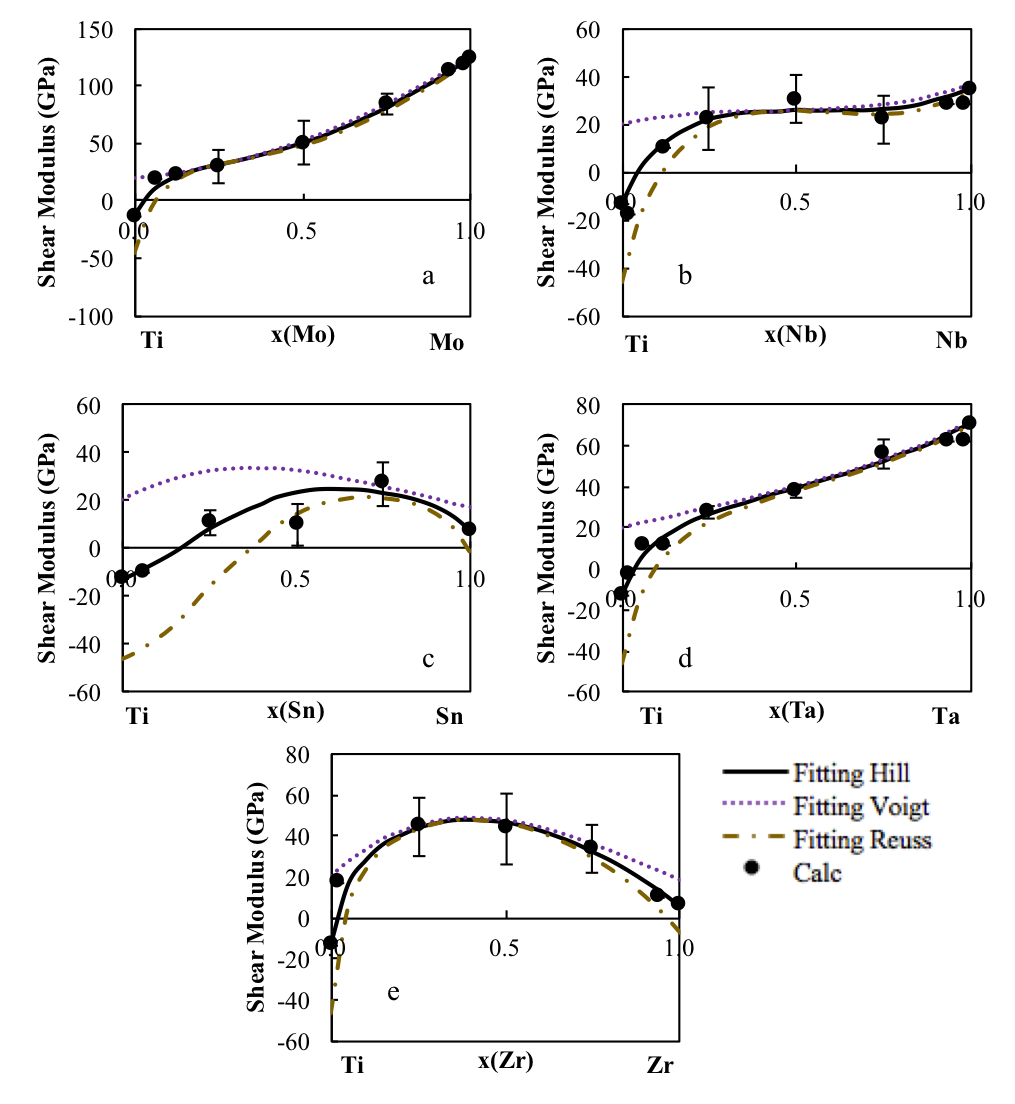 Shear Modulus (GPa)
150
100
50
0
-50
-100
0.0
0.5
1.0
a
Ti
x(Mo)
Mo
Shear Modulus (GPa)
60
40
20
0
-20
-40
-60
0.0
0.5
1.0
b
Ti
x(Nb)
Nb
Shear Modulus (GPa)
60
40
20
0
-20
-40
-60
0.0
0.5
1.0
c
Ti
x(Sn)
Sn
Shear Modulus (GPa)
80
60
40
20
0
-20
-40
-60
0.0
0.5
1.0
d
Ti
x(Ta)
Ta
Shear Modulus (GPa)
80
60
40
20
0
-20
-40
-60
0.0
0.5
1.0
e
Ti
x(Zr)
Zr
Fitting Hill
Fitting Voigt
Fitting Reuss
Calc